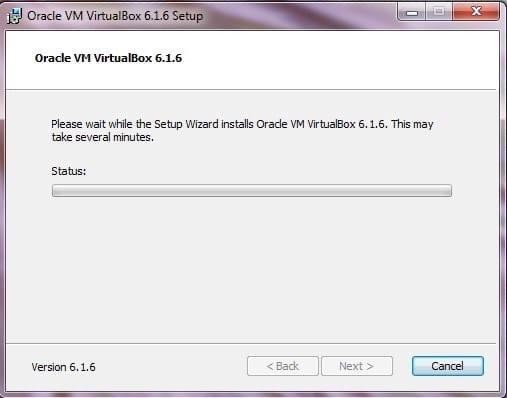 Oracle VM VirtualBox 6.1.6 Setup
Oracle VM VirtualBox 6.1.6
Please wait while the Setup Wizard installs Oracle VM VirtualBox 6.1.6. This may
take several minutes.
Status:
Version 6.1.6
< Back
Next >
Cancel